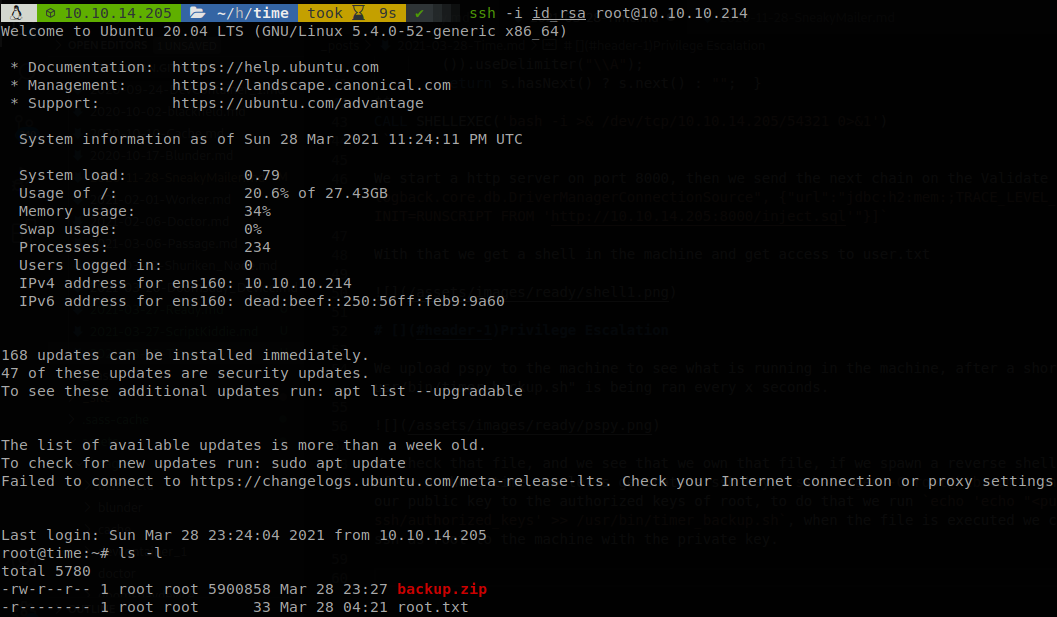 10.10.14.205 ~/h/time took 9s ✔ ssh -i id_rsa root@10.10.10.214
Welcome to Ubuntu 20.04 LTS (GNU/Linux 5.4.0-52-generic x86_64)
* Documentation: https://help.ubuntu.com
* Management: https://landscape.canonical.com
* Support: https://ubuntu.com/advantage
System information as of Sun 28 Mar 2021 11:24:11 PM UTC
System load: 0.79
Usage of /: 20.6% of 27.43GB
Memory usage: 34%
Swap usage: 0%
Processes: 234
Users logged in: 0
IPv4 address for ens160: 10.10.10.214
IPv6 address for ens160: dead:beef::250:56ff:feb9:9a60
168 updates can be installed immediately.
47 of these updates are security updates.
To see these additional updates run: apt list --upgradable
The list of available updates is more than a week old.
To check for new updates run: sudo apt update
Failed to connect to https://changelogs.ubuntu.com/meta-release-lts. Check your Internet connection or proxy settings
Last login: Sun Mar 28 23:24:04 2021 from 10.10.14.205
root@time:~# ls -l
total 5780
-rw-r--r-- 1 root root 5900858 Mar 28 23:27 backup.zip
-r-------- 1 root root 33 Mar 28 04:21 root.txt